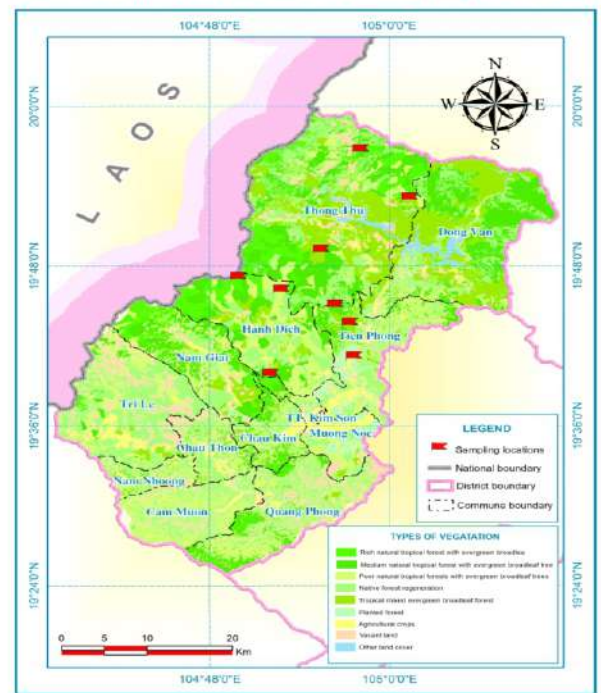 104°48'0"E 105°0'0"E
N
W E
S
20°0'0"N 20°0'0"N
LAOS
Thong Thu
Dong Van
19°48'0"N 19°48'0"N
Hanh Dich
Tien Phong
Nam Giai
Tri Le
TT. Kim Son
19°36'0"N 19°36'0"N
Chau Kim
Muong Noc
Chau Thon
Nam Nhoong
Cam Muon
Quang Phong
LEGEND
Sampling locations
National boundary
District boundary
Commune boundary
TYPES OF VEGATATION
Rich natural tropical forest with evergreen broadlea
Medium natural tropical forest with evergreen broadleaf tree
Poor natural tropical forests with evergreen broadleaf trees
Native forest regeneration
Tropical mixed evergreen broadleaf forest
Planted forest
Agricultural crops
Vacant land
Other land cover
19°24'0"N 19°24'0"N
0 5 10 20
Km
104°48'0"E 105°0'0"E